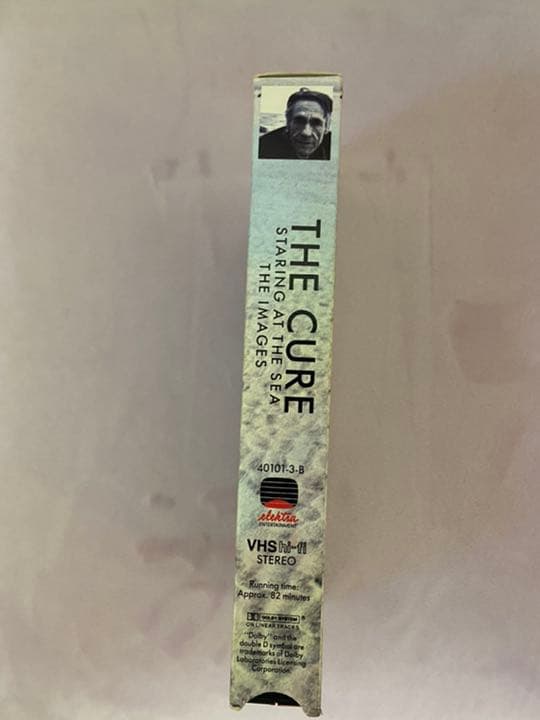 THE CURE
STARING AT THE SEA
THE IMAGES
40101-3-B
elektra
ENTERTAINMENT
VHS hi-fi
STEREO
Running time:
Approx. 82 minutes
DOLBY SYSTEM ®
ON LINEAR TRACKS
"Dolby" and the
double D symbol are
trademarks of Dolby
Laboratories Licensing
Corporation.